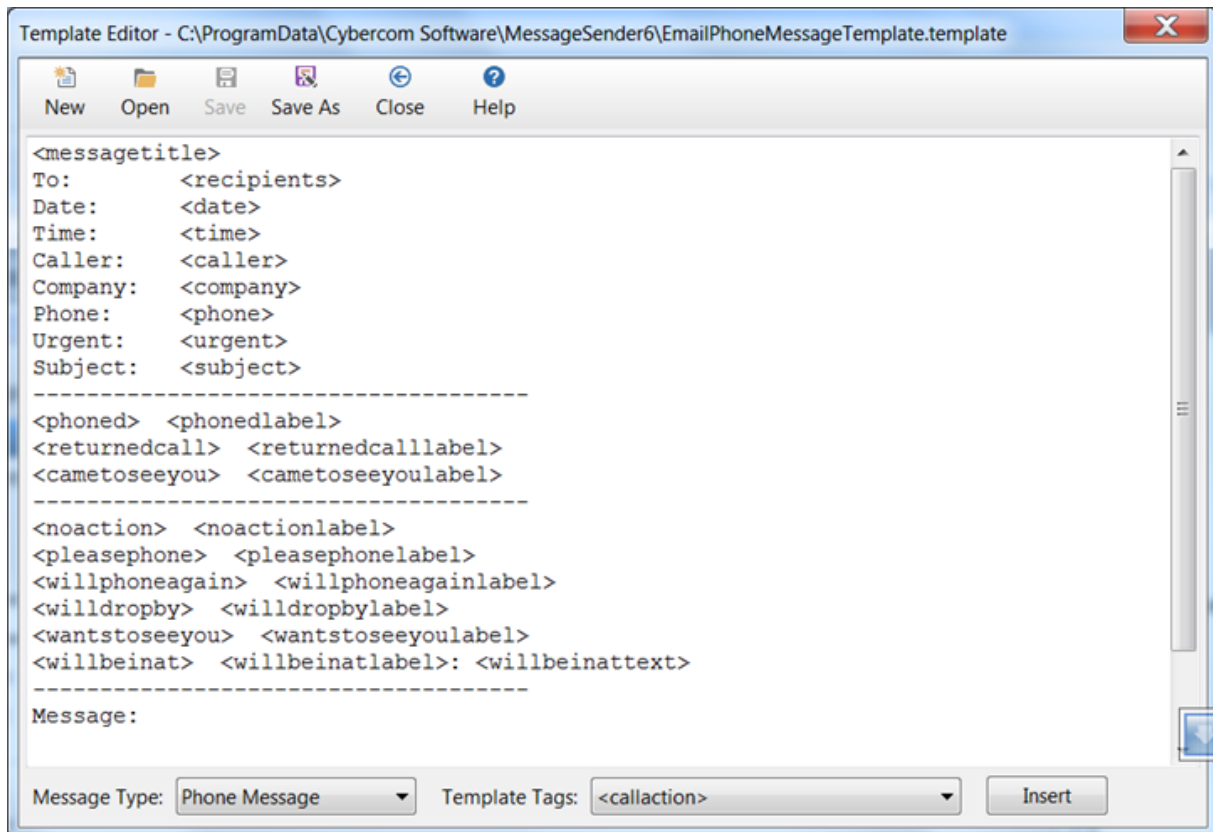 Template Editor - C:\ProgramData\Cybercom Software\MessageSender6\EmailPhoneMessageTemplate.template
New Open Save Save As Close Help
<messagetitle>
To: <recipients>
Date: <date>
Time: <time>
Caller: <caller>
Company: <company>
Phone: <phone>
Urgent: <urgent>
Subject: <subject>
-------------------------------------
<phoned> <phonedlabel>
<returnedcall> <returnedcalllabel>
<cametoseeyou> <cametoseeyoulabel>
-------------------------------------
<noaction> <noactionlabel>
<pleasephone> <pleasephonelabel>
<willphoneagain> <willphoneagainlabel>
<willdropby> <willdropbylabel>
<wantstoseeyou> <wantstoseeyoulabel>
<willbeinat> <willbeinatlabel>: <willbeinattext>
-------------------------------------
Message:
Message Type: Phone Message Template Tags: <callaction> Insert